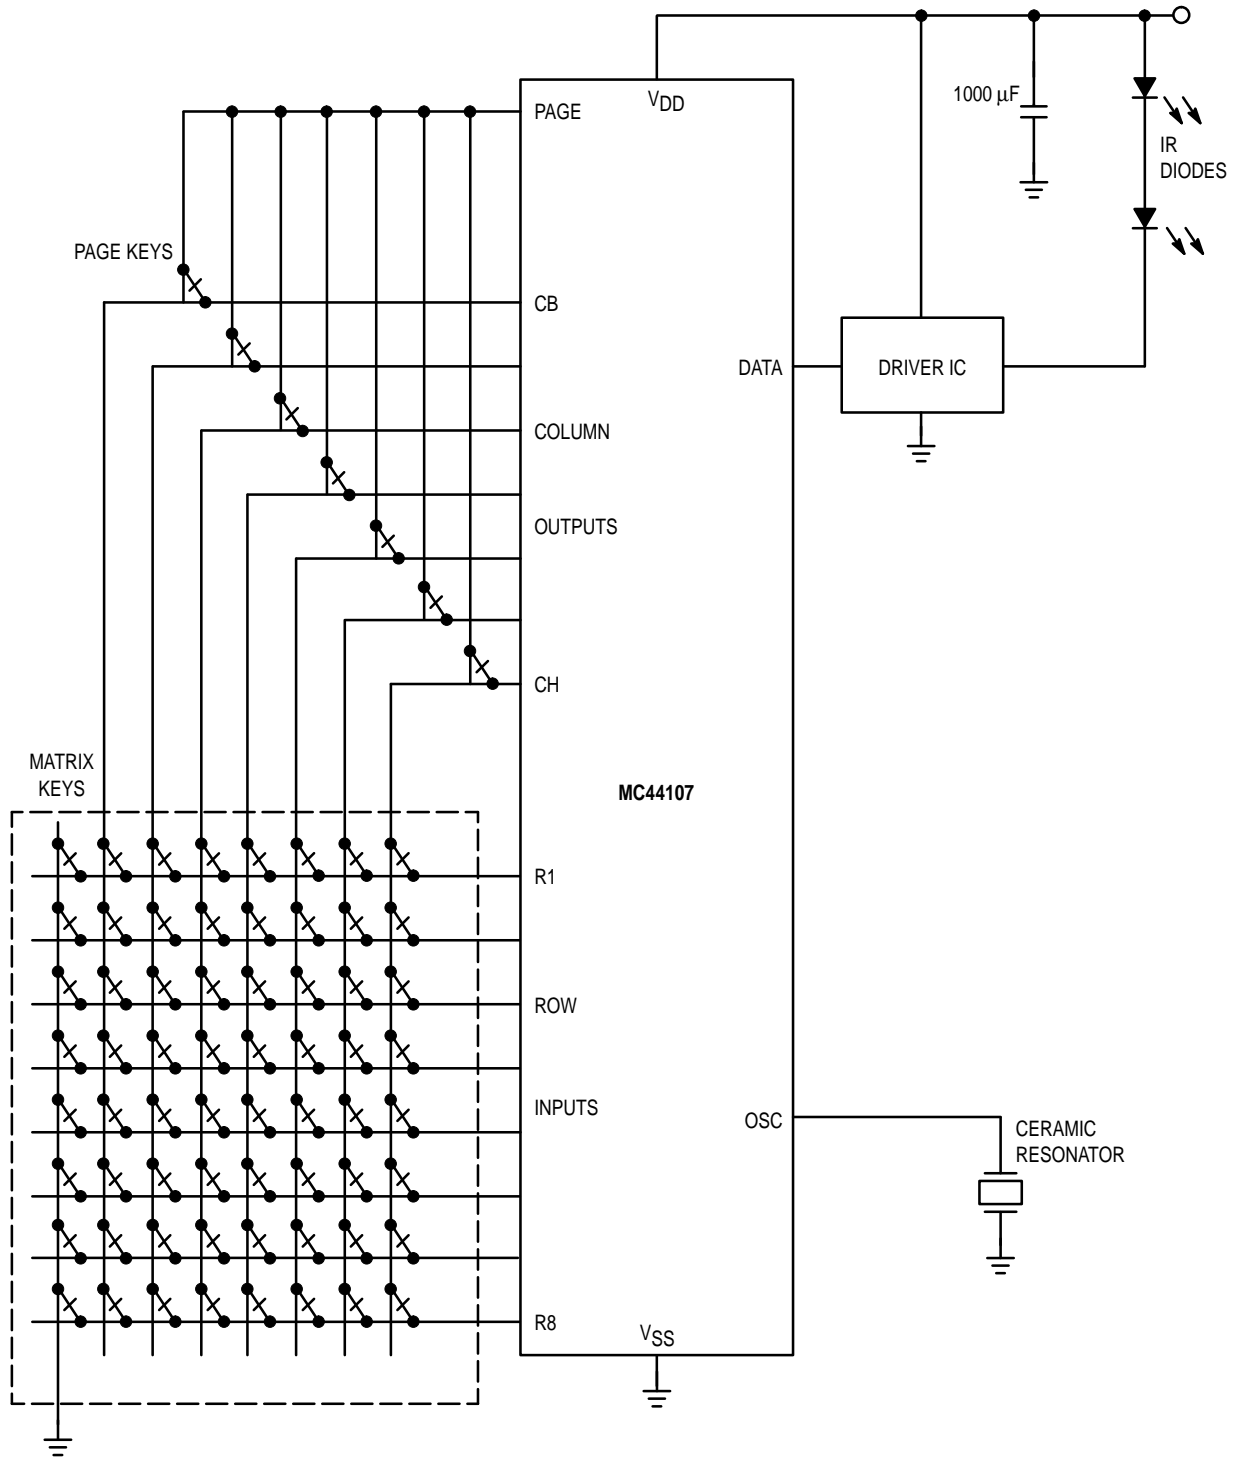 VDD
1000 µF
PAGE
IR
DIODES
PAGE KEYS
CB
DATA
DRIVER IC
COLUMN
OUTPUTS
CH
MATRIX
KEYS
MC44107
R1
ROW
INPUTS
OSC
CERAMIC
RESONATOR
R8
VSS